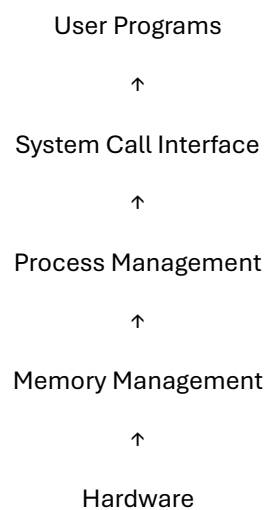 User Programs
↑
System Call Interface
↑
Process Management
↑
Memory Management
↑
Hardware